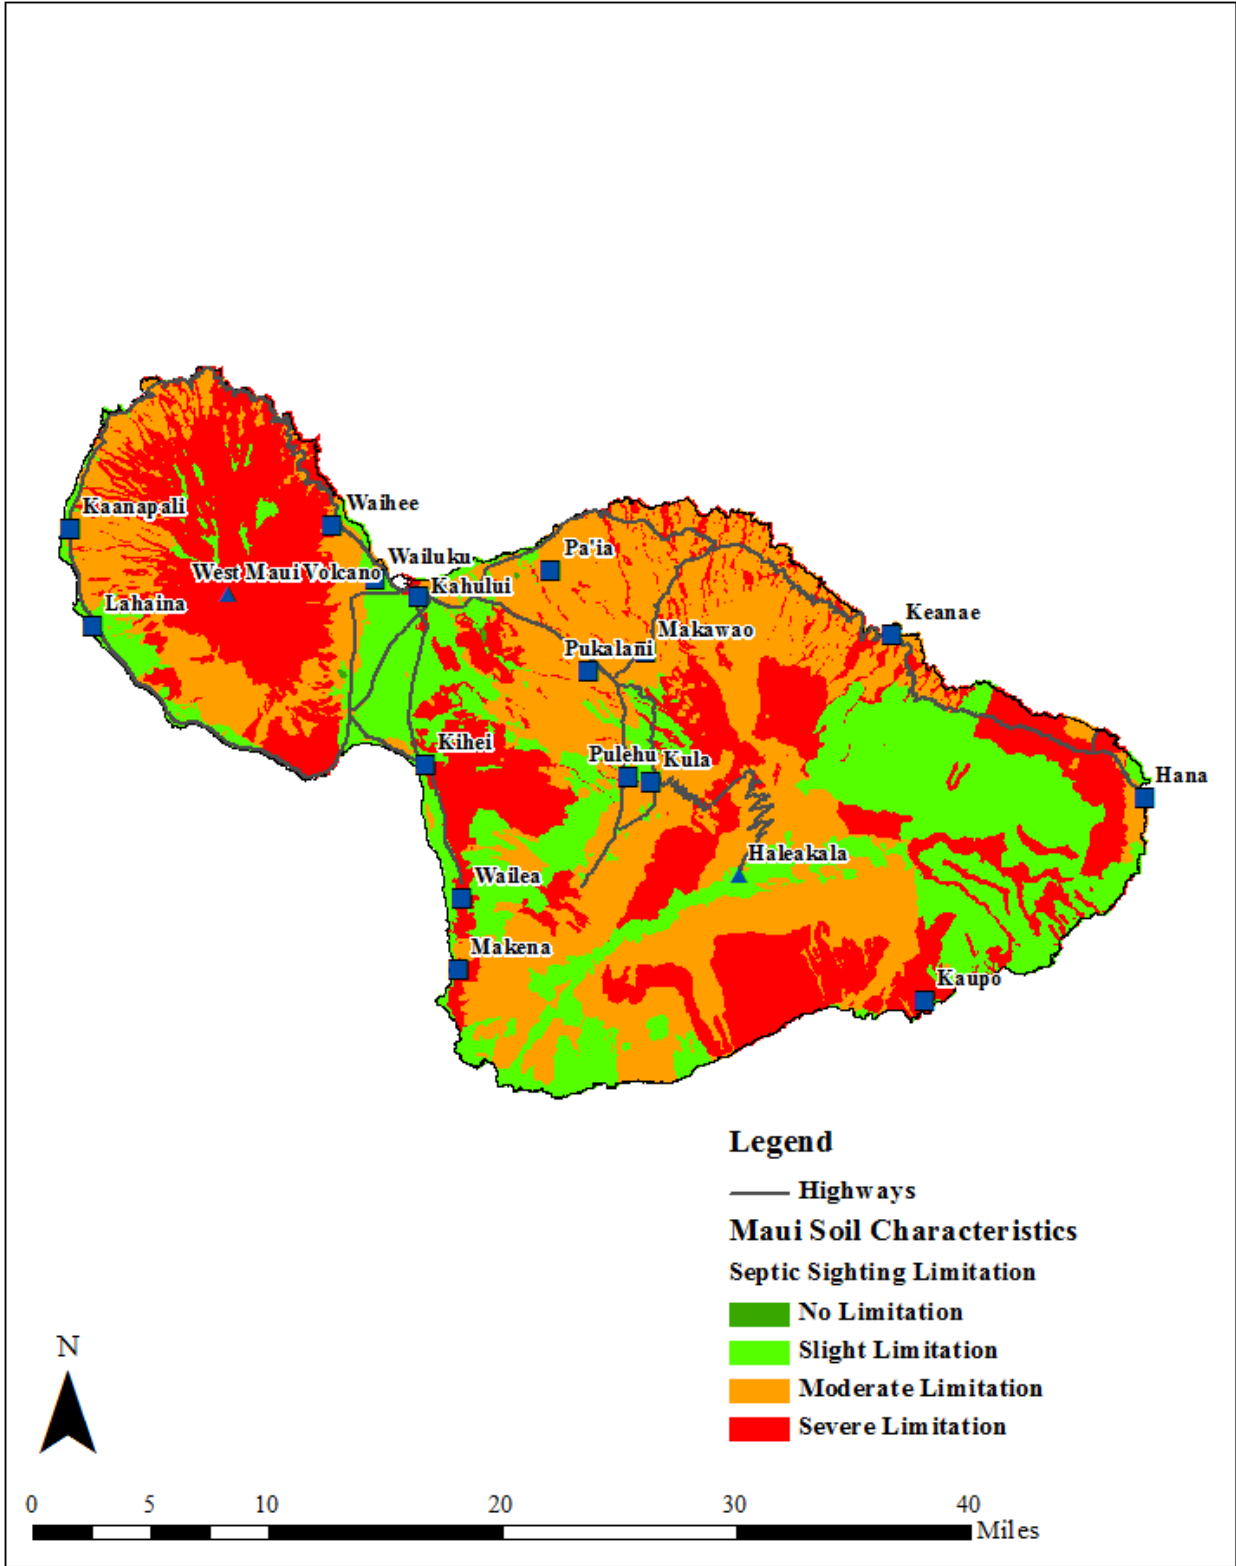 Kaanapali
Waihee
Wailuku
West Maui Volcano
Kahului
Lahaina
Pa'ia
Makawao
Pukalani
Keanae
Kihei
Pulehu
Kula
Hana
Haleakala
Wailea
Makena
Kaupo
Legend
Highways
Maui Soil Characteristics
Septic Sighting Limitation
No Limitation
Slight Limitation
Moderate Limitation
Severe Limitation
N
0 5 10 20 30 40
Miles